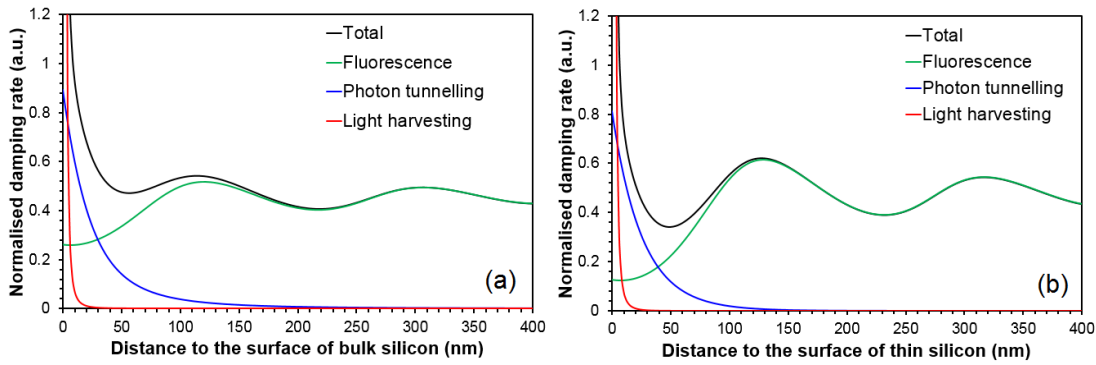 Normalised damping rate (a.u.)
1.2
1
0.8
0.6
0.4
0.2
0
Total
Fluorescence
Photon tunnelling
Light harvesting
(a)
0 50 100 150 200 250 300 350 400
Distance to the surface of bulk silicon (nm)
Normalised damping rate (a.u.)
1.2
1
0.8
0.6
0.4
0.2
0
Total
Fluorescence
Photon tunnelling
Light harvesting
(b)
0 50 100 150 200 250 300 350 400
Distance to the surface of thin silicon (nm)